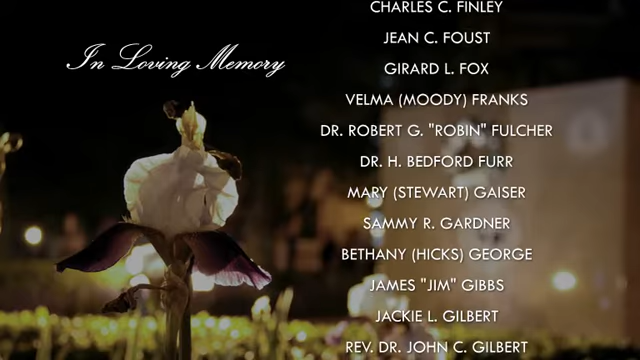 In Loving Memory
CHARLES C. FINLEY
JEAN C. FOUST
GIRARD L. FOX
VELMA (MOODY) FRANKS
DR. ROBERT G. "ROBIN" FULCHER
DR. H. BEDFORD FURR
MARY (STEWART) GAISER
SAMMY R. GARDNER
BETHANY (HICKS) GEORGE
JAMES "JIM" GIBBS
JACKIE L. GILBERT
REV. DR. JOHN C. GILBERT